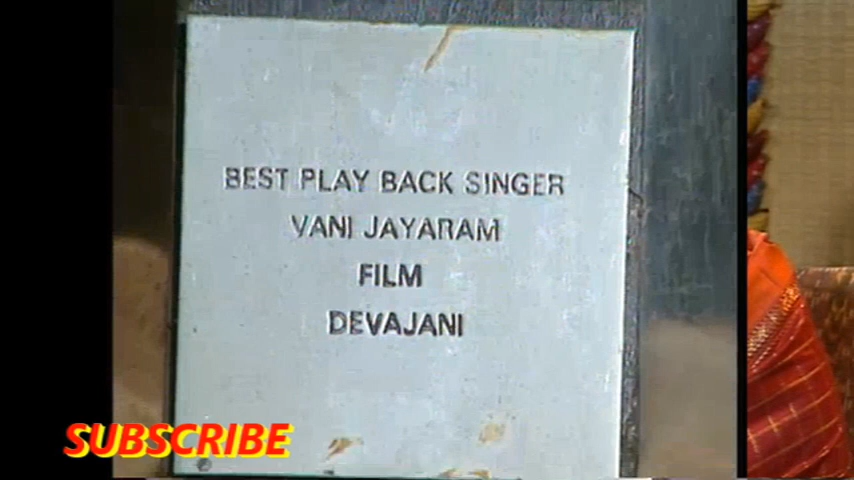 BEST PLAY BACK SINGER
VANI JAYARAM
FILM
DEVAJANI
SUBSCRIBE